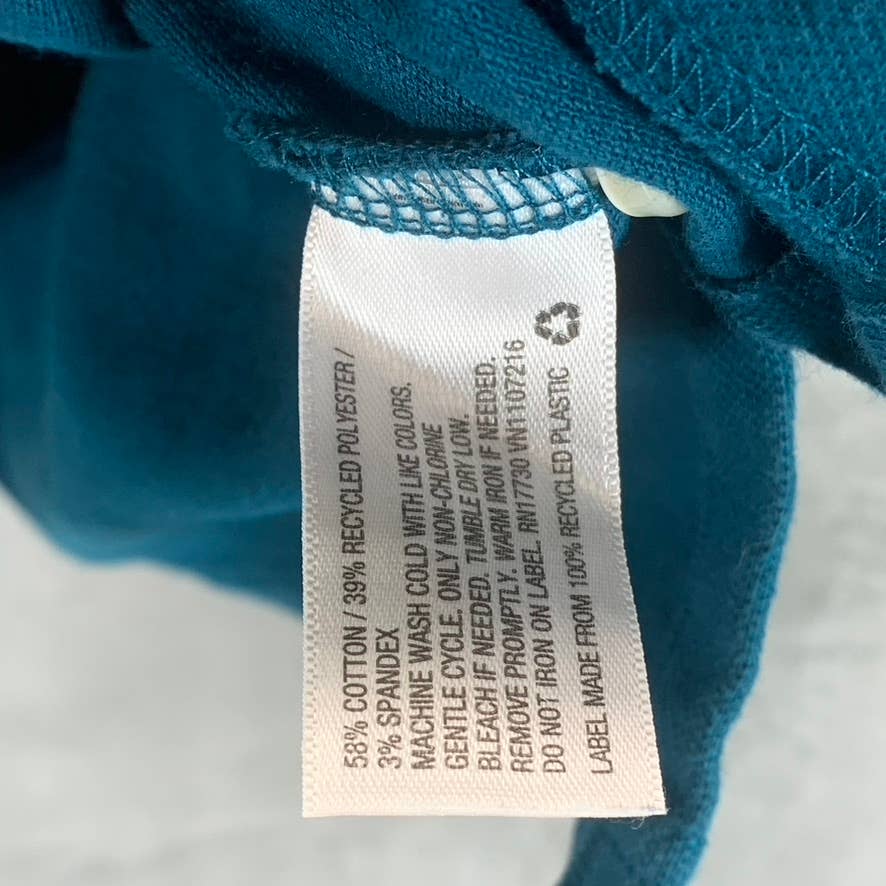 58% COTTON / 39% RECYCLED POLYESTER /
3% SPANDEX
MACHINE WASH COLD WITH LIKE COLORS.
GENTLE CYCLE. ONLY NON-CHLORINE
BLEACH IF NEEDED. TUMBLE DRY LOW.
REMOVE PROMPTLY. WARM IRON IF NEEDED.
DO NOT IRON ON LABEL. RN17730 VN1107216
LABEL MADE FROM 100% RECYCLED PLASTIC